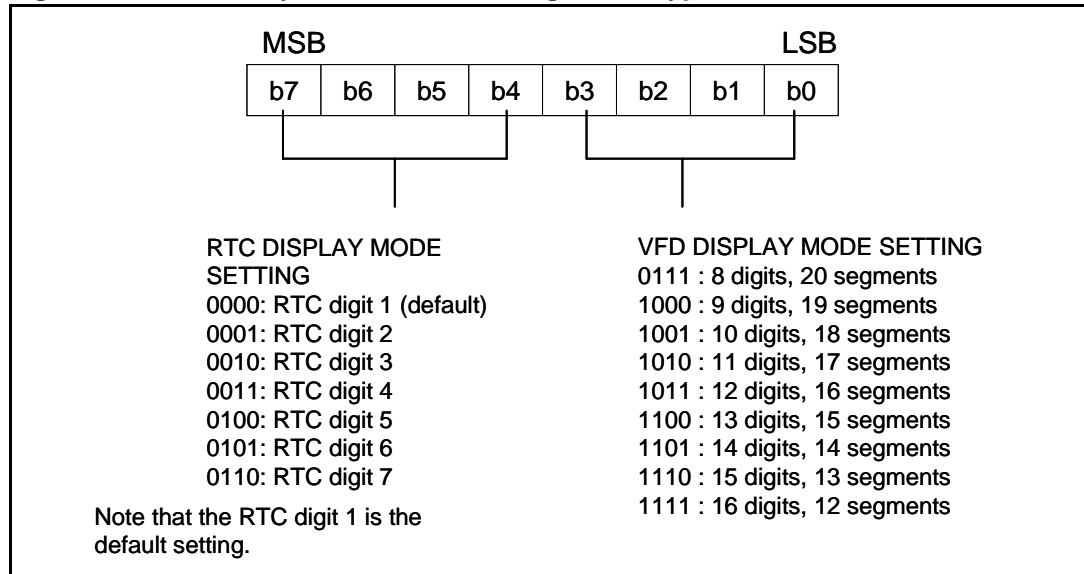 MSB LSB
b7 b6 b5 b4 b3 b2 b1 b0
RTC DISPLAY MODE
SETTING
0000: RTC digit 1 (default)
0001: RTC digit 2
0010: RTC digit 3
0011: RTC digit 4
0100: RTC digit 5
0101: RTC digit 6
0110: RTC digit 7
Note that the RTC digit 1 is the
default setting.
VFD DISPLAY MODE SETTING
0111 : 8 digits, 20 segments
1000 : 9 digits, 19 segments
1001 : 10 digits, 18 segments
1010 : 11 digits, 17 segments
1011 : 12 digits, 16 segments
1100 : 13 digits, 15 segments
1101 : 14 digits, 14 segments
1110 : 15 digits, 13 segments
1111 : 16 digits, 12 segments